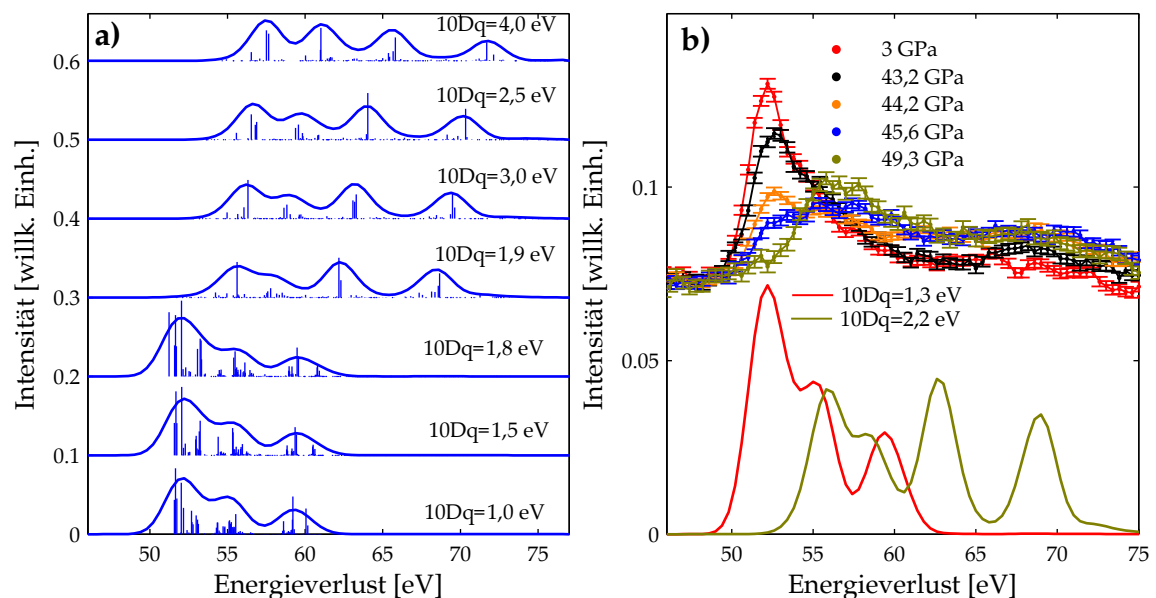 a)
10Dq=4,0 eV
10Dq=2,5 eV
10Dq=3,0 eV
10Dq=1,9 eV
10Dq=1,8 eV
10Dq=1,5 eV
10Dq=1,0 eV
0.6
0.5
0.4
0.3
0.2
0.1
0
50 55 60 65 70 75
Energieverlust [eV]
Intensität [willk. Einh.]
b)
3 GPa
43,2 GPa
44,2 GPa
45,6 GPa
49,3 GPa
10Dq=1,3 eV
10Dq=2,2 eV
0.1
0.05
0
50 55 60 65 70 75
Energieverlust [eV]
Intensität [willk. Einh.]